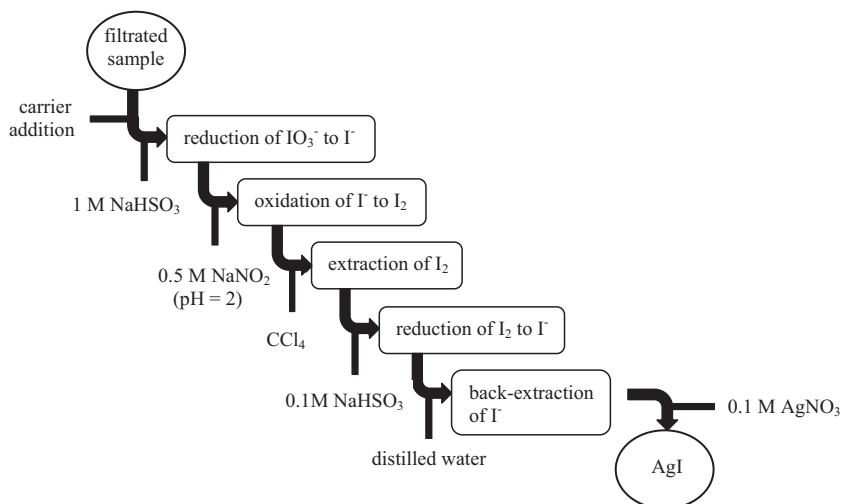 filtrated
sample
carrier
addition
reduction of IO₃⁻ to I⁻
1 M NaHSO₃
oxidation of I⁻ to I₂
0.5 M NaNO₂
(pH = 2)
extraction of I₂
CCl₄
reduction of I₂ to I⁻
0.1M NaHSO₃
back-extraction
of I⁻
distilled water
0.1 M AgNO₃
AgI